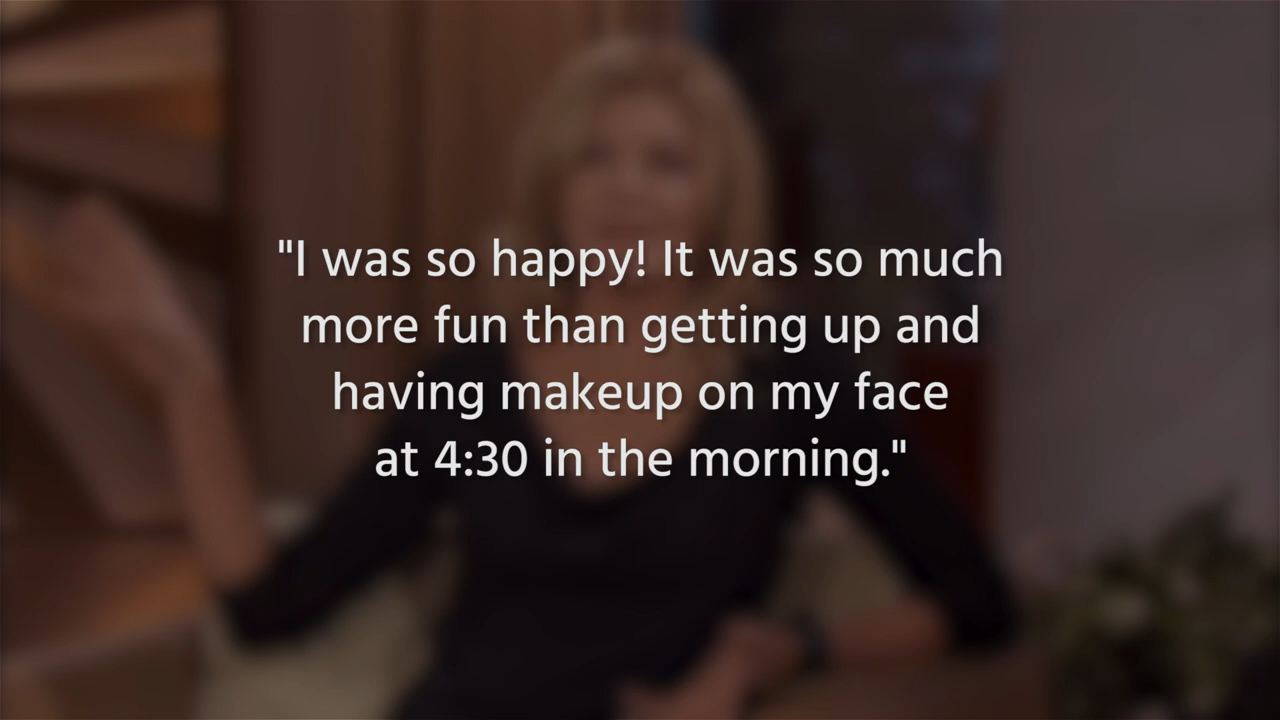 "I was so happy! It was so much
more fun than getting up and
having makeup on my face
at 4:30 in the morning."